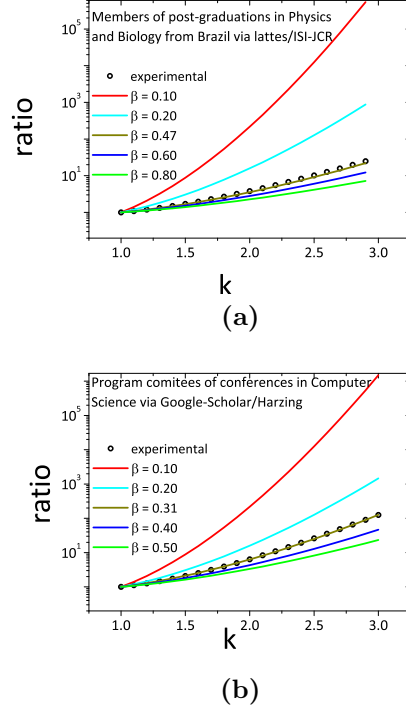 Members of post-graduations in Physics
and Biology from Brazil via lattes/ISI-JCR
experimental
β = 0.10
β = 0.20
β = 0.47
β = 0.60
β = 0.80
ratio
10^5
10^3
10^1
1.0 1.5 2.0 2.5 3.0
k
(a)
Program comitees of conferences in Computer
Science via Google-Scholar/Harzing
experimental
β = 0.10
β = 0.20
β = 0.31
β = 0.40
β = 0.50
ratio
10^5
10^3
10^1
1.0 1.5 2.0 2.5 3.0
k
(b)